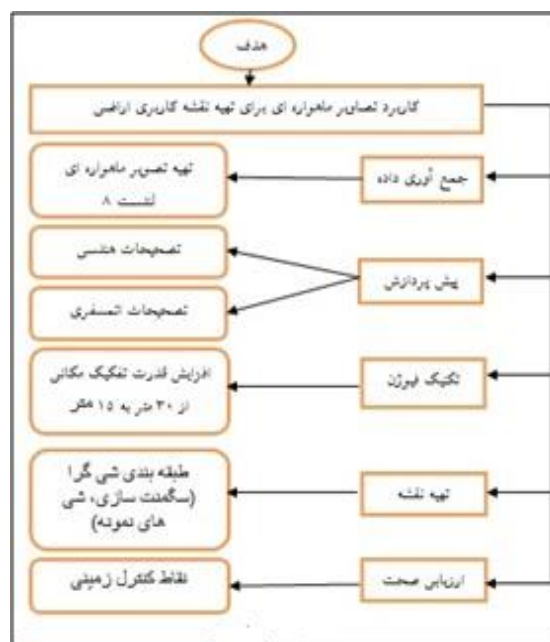 هدف
کاربرد تصاویر ماهواره ای برای تهیه نقشه کاربری اراضی
جمع آوری داده
تهیه تصویر ماهواره ای
لندست ۸
پیش پردازش
تصحیحات هندسی
تصحیحات اتمسفری
تکنیک فیوژن
افزایش قدرت تفکیک مکانی
از ۳۰ متر به ۱۵ متر
تهیه نقشه
طبقه بندی شی گرا
(سگمنت سازی، شی
های نمونه)
ارزیابی صحت
نقاط کنترل زمینی